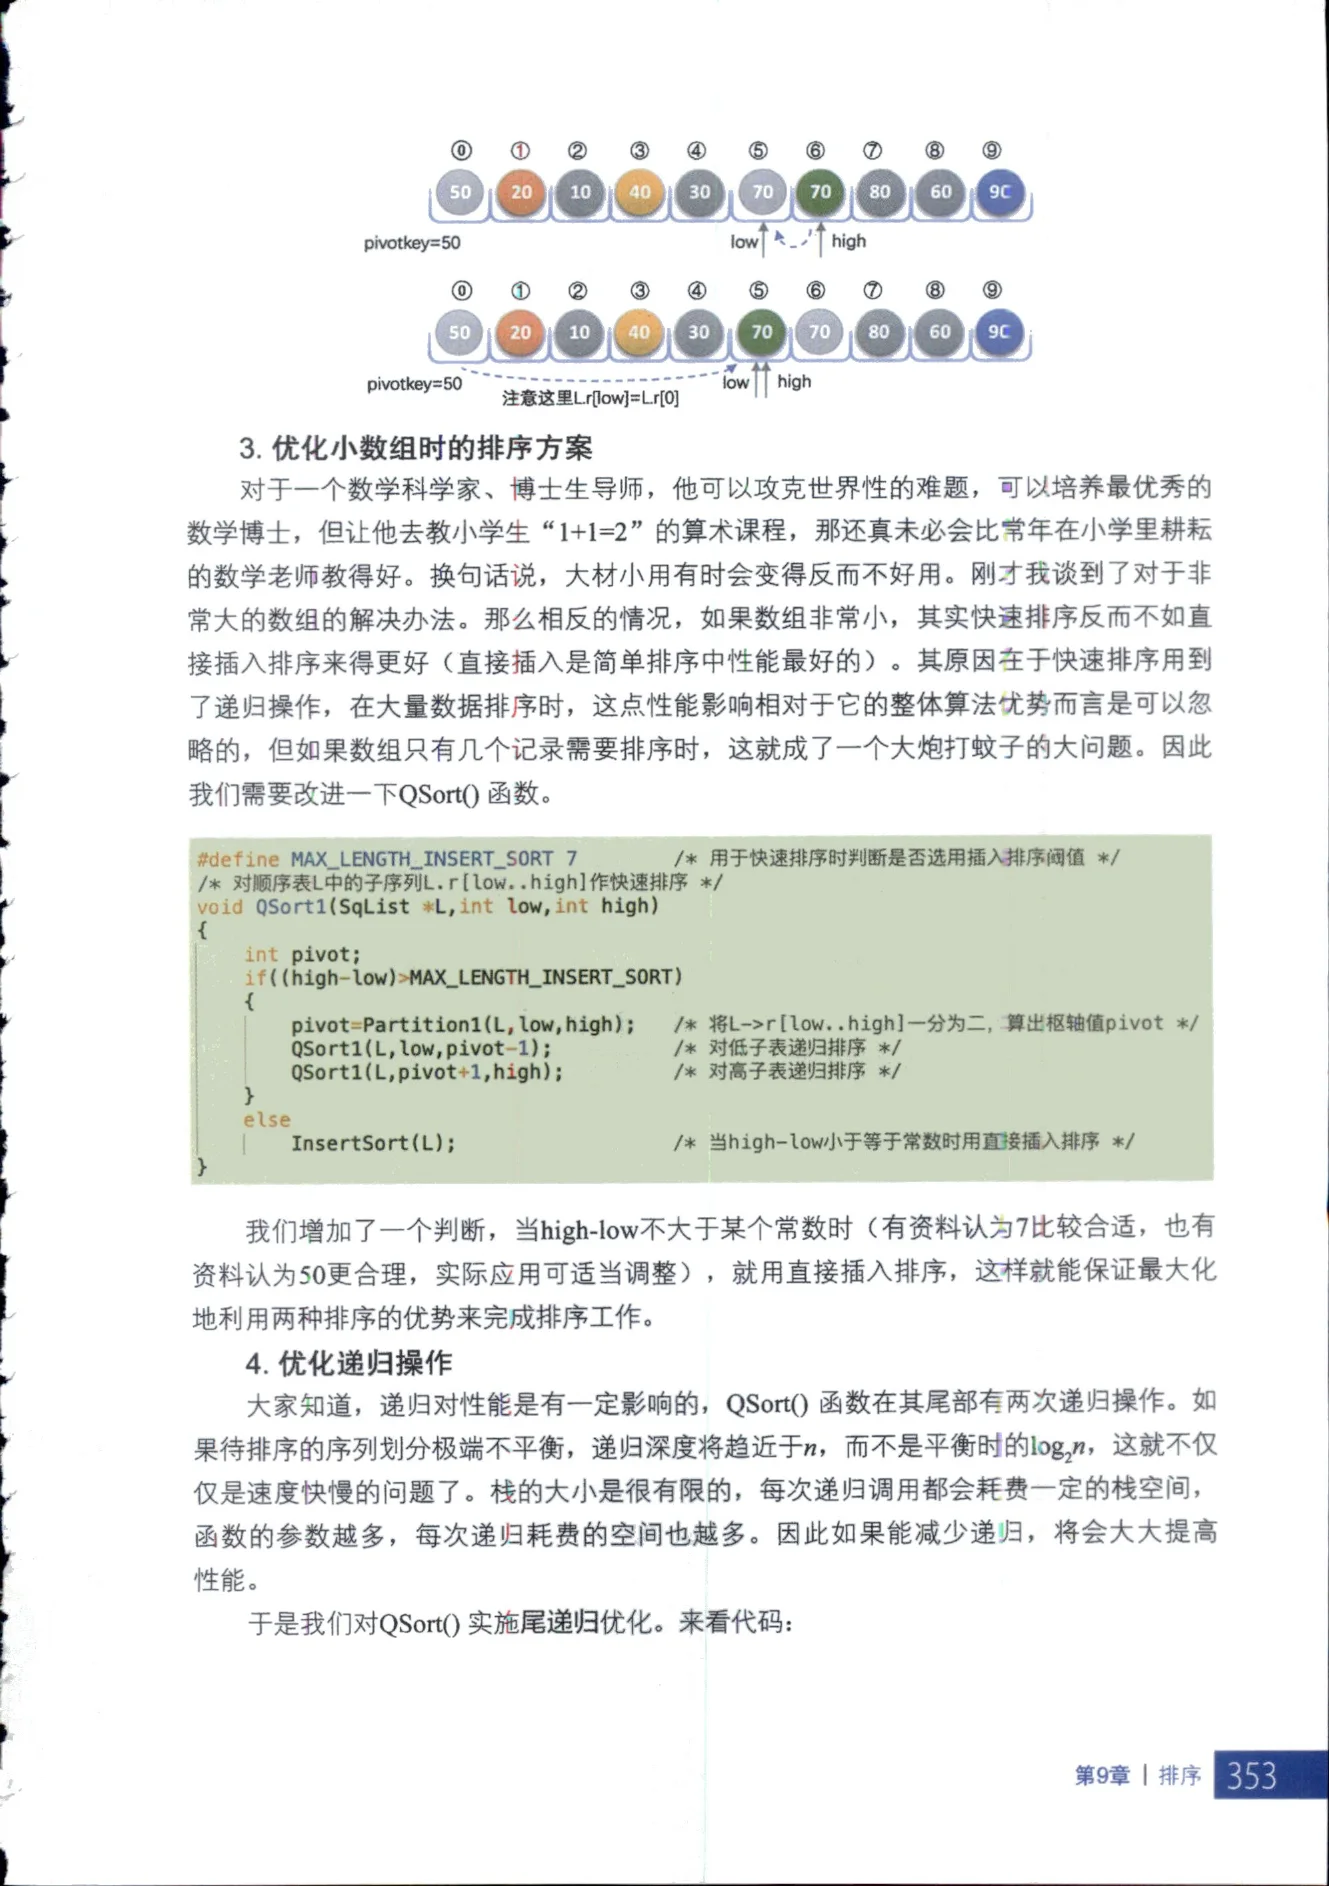 ⓪ ① ② ③ ④ ⑤ ⑥ ⑦ ⑧ ⑨
50 20 10 40 30 70 70 80 60 9C
pivotkey=50 low high
⓪ ① ② ③ ④ ⑤ ⑥ ⑦ ⑧ ⑨
50 20 10 40 30 70 70 80 60 9C
pivotkey=50 low high
注意这里L.r[low]=L.r[0]
3. 优化小数组时的排序方案
对于一个数学科学家、博士生导师，他可以攻克世界性的难题，可以培养最优秀的
数学博士，但让他去教小学生“1+1=2”的算术课程，那还真未必会比常年在小学里耕耘
的数学老师教得好。换句话说，大材小用有时会变得反而不好用。刚才我谈到了对于非
常大的数组的解决办法。那么相反的情况，如果数组非常小，其实快速排序反而不如直
接插入排序来得更好（直接插入是简单排序中性能最好的）。其原因在于快速排序用到
了递归操作，在大量数据排序时，这点性能影响相对于它的整体算法优势而言是可以忽
略的，但如果数组只有几个记录需要排序时，这就成了一个大炮打蚊子的大问题。因此
我们需要改进一下QSort() 函数。
#define MAX_LENGTH_INSERT_SORT 7 /* 用于快速排序时判断是否选用插入排序阈值 */
/* 对顺序表L中的子序列L.r[low..high]作快速排序 */
void QSort1(SqList *L,int low,int high)
{
int pivot;
if((high-low)>MAX_LENGTH_INSERT_SORT)
{
pivot=Partition1(L,low,high); /* 将L->r[low..high]一分为二，算出枢轴值pivot */
QSort1(L,low,pivot-1); /* 对低子表递归排序 */
QSort1(L,pivot+1,high); /* 对高子表递归排序 */
}
else
InsertSort(L); /* 当high-low小于等于常数时用直接插入排序 */
}
我们增加了一个判断，当high-low不大于某个常数时（有资料认为7比较合适，也有
资料认为50更合理，实际应用可适当调整），就用直接插入排序，这样就能保证最大化
地利用两种排序的优势来完成排序工作。
4. 优化递归操作
大家知道，递归对性能是有一定影响的，QSort() 函数在其尾部有两次递归操作。如
果待排序的序列划分极端不平衡，递归深度将趋近于n，而不是平衡时的log₂n，这就不仅
仅是速度快慢的问题了。栈的大小是很有限的，每次递归调用都会耗费一定的栈空间，
函数的参数越多，每次递归耗费的空间也越多。因此如果能减少递归，将会大大提高
性能。
于是我们对QSort() 实施尾递归优化。来看代码：
第9章 | 排序 353